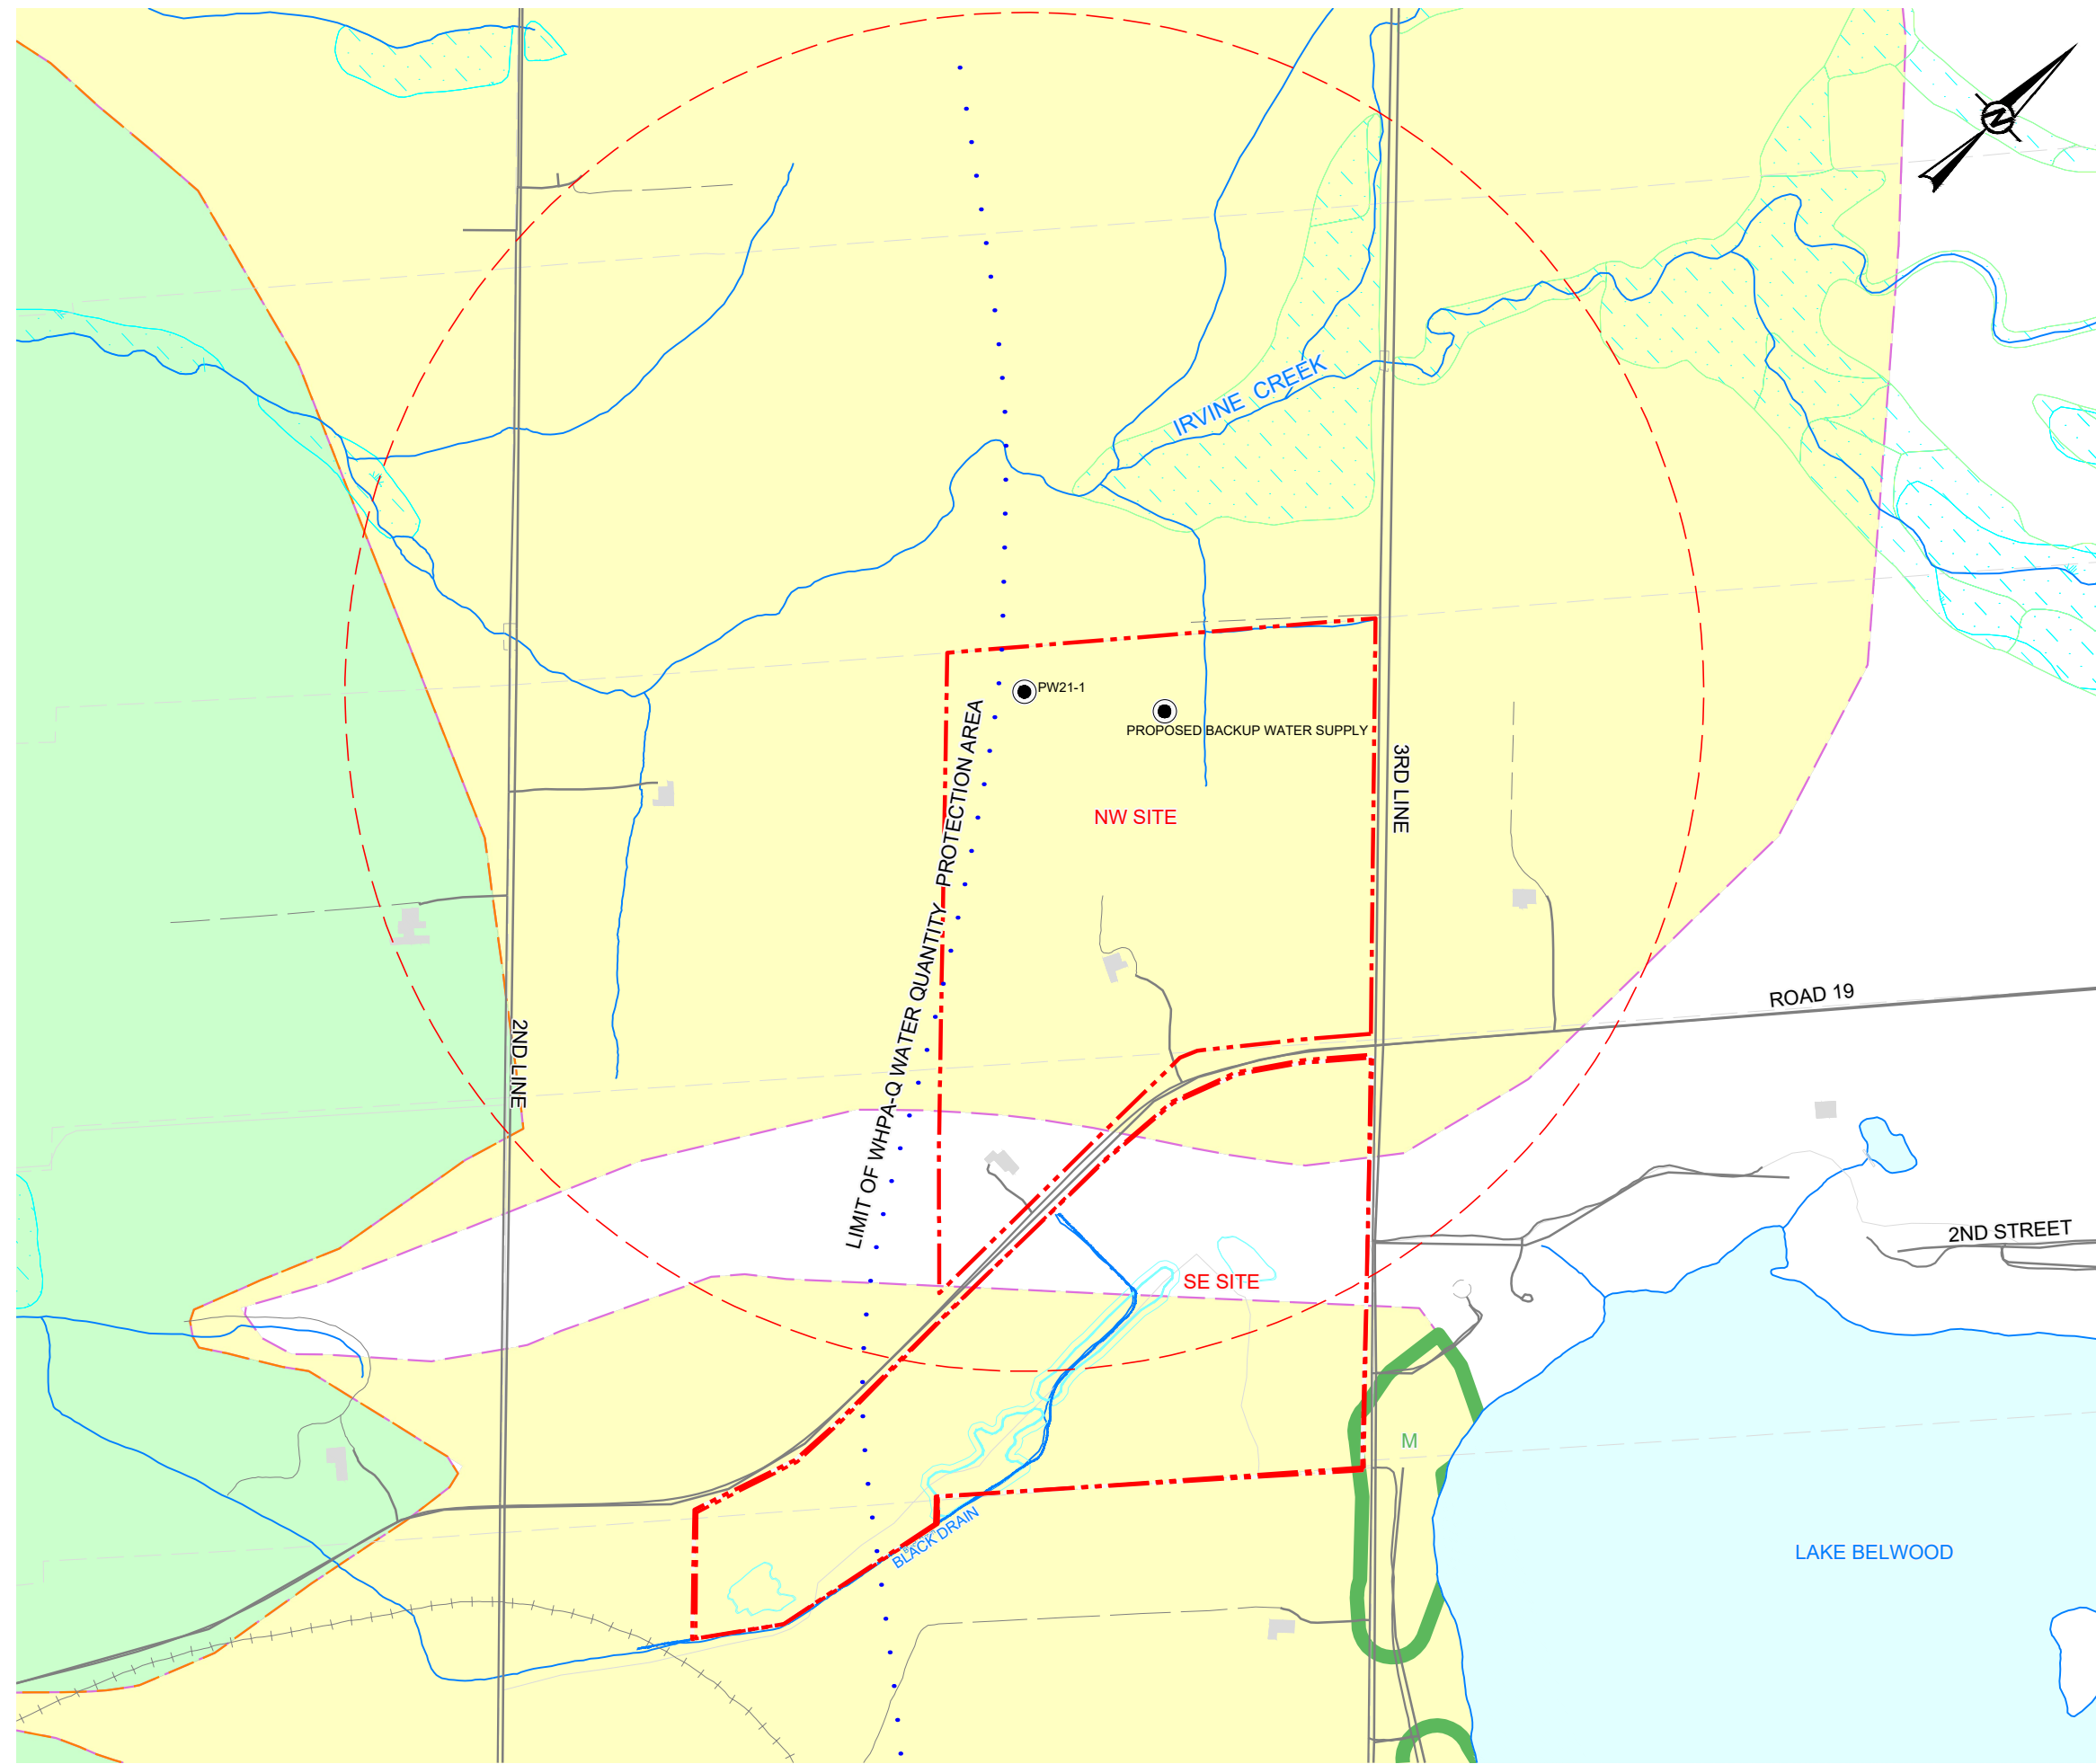 N
IRVINE CREEK
PW21-1
PROPOSED BACKUP WATER SUPPLY
3RD LINE
NW SITE
LIMIT OF WHPA-Q WATER QUANTITY PROTECTION AREA
ROAD 19
2ND LINE
2ND STREET
SE SITE
M
BLACK DRAIN
LAKE BELWOOD